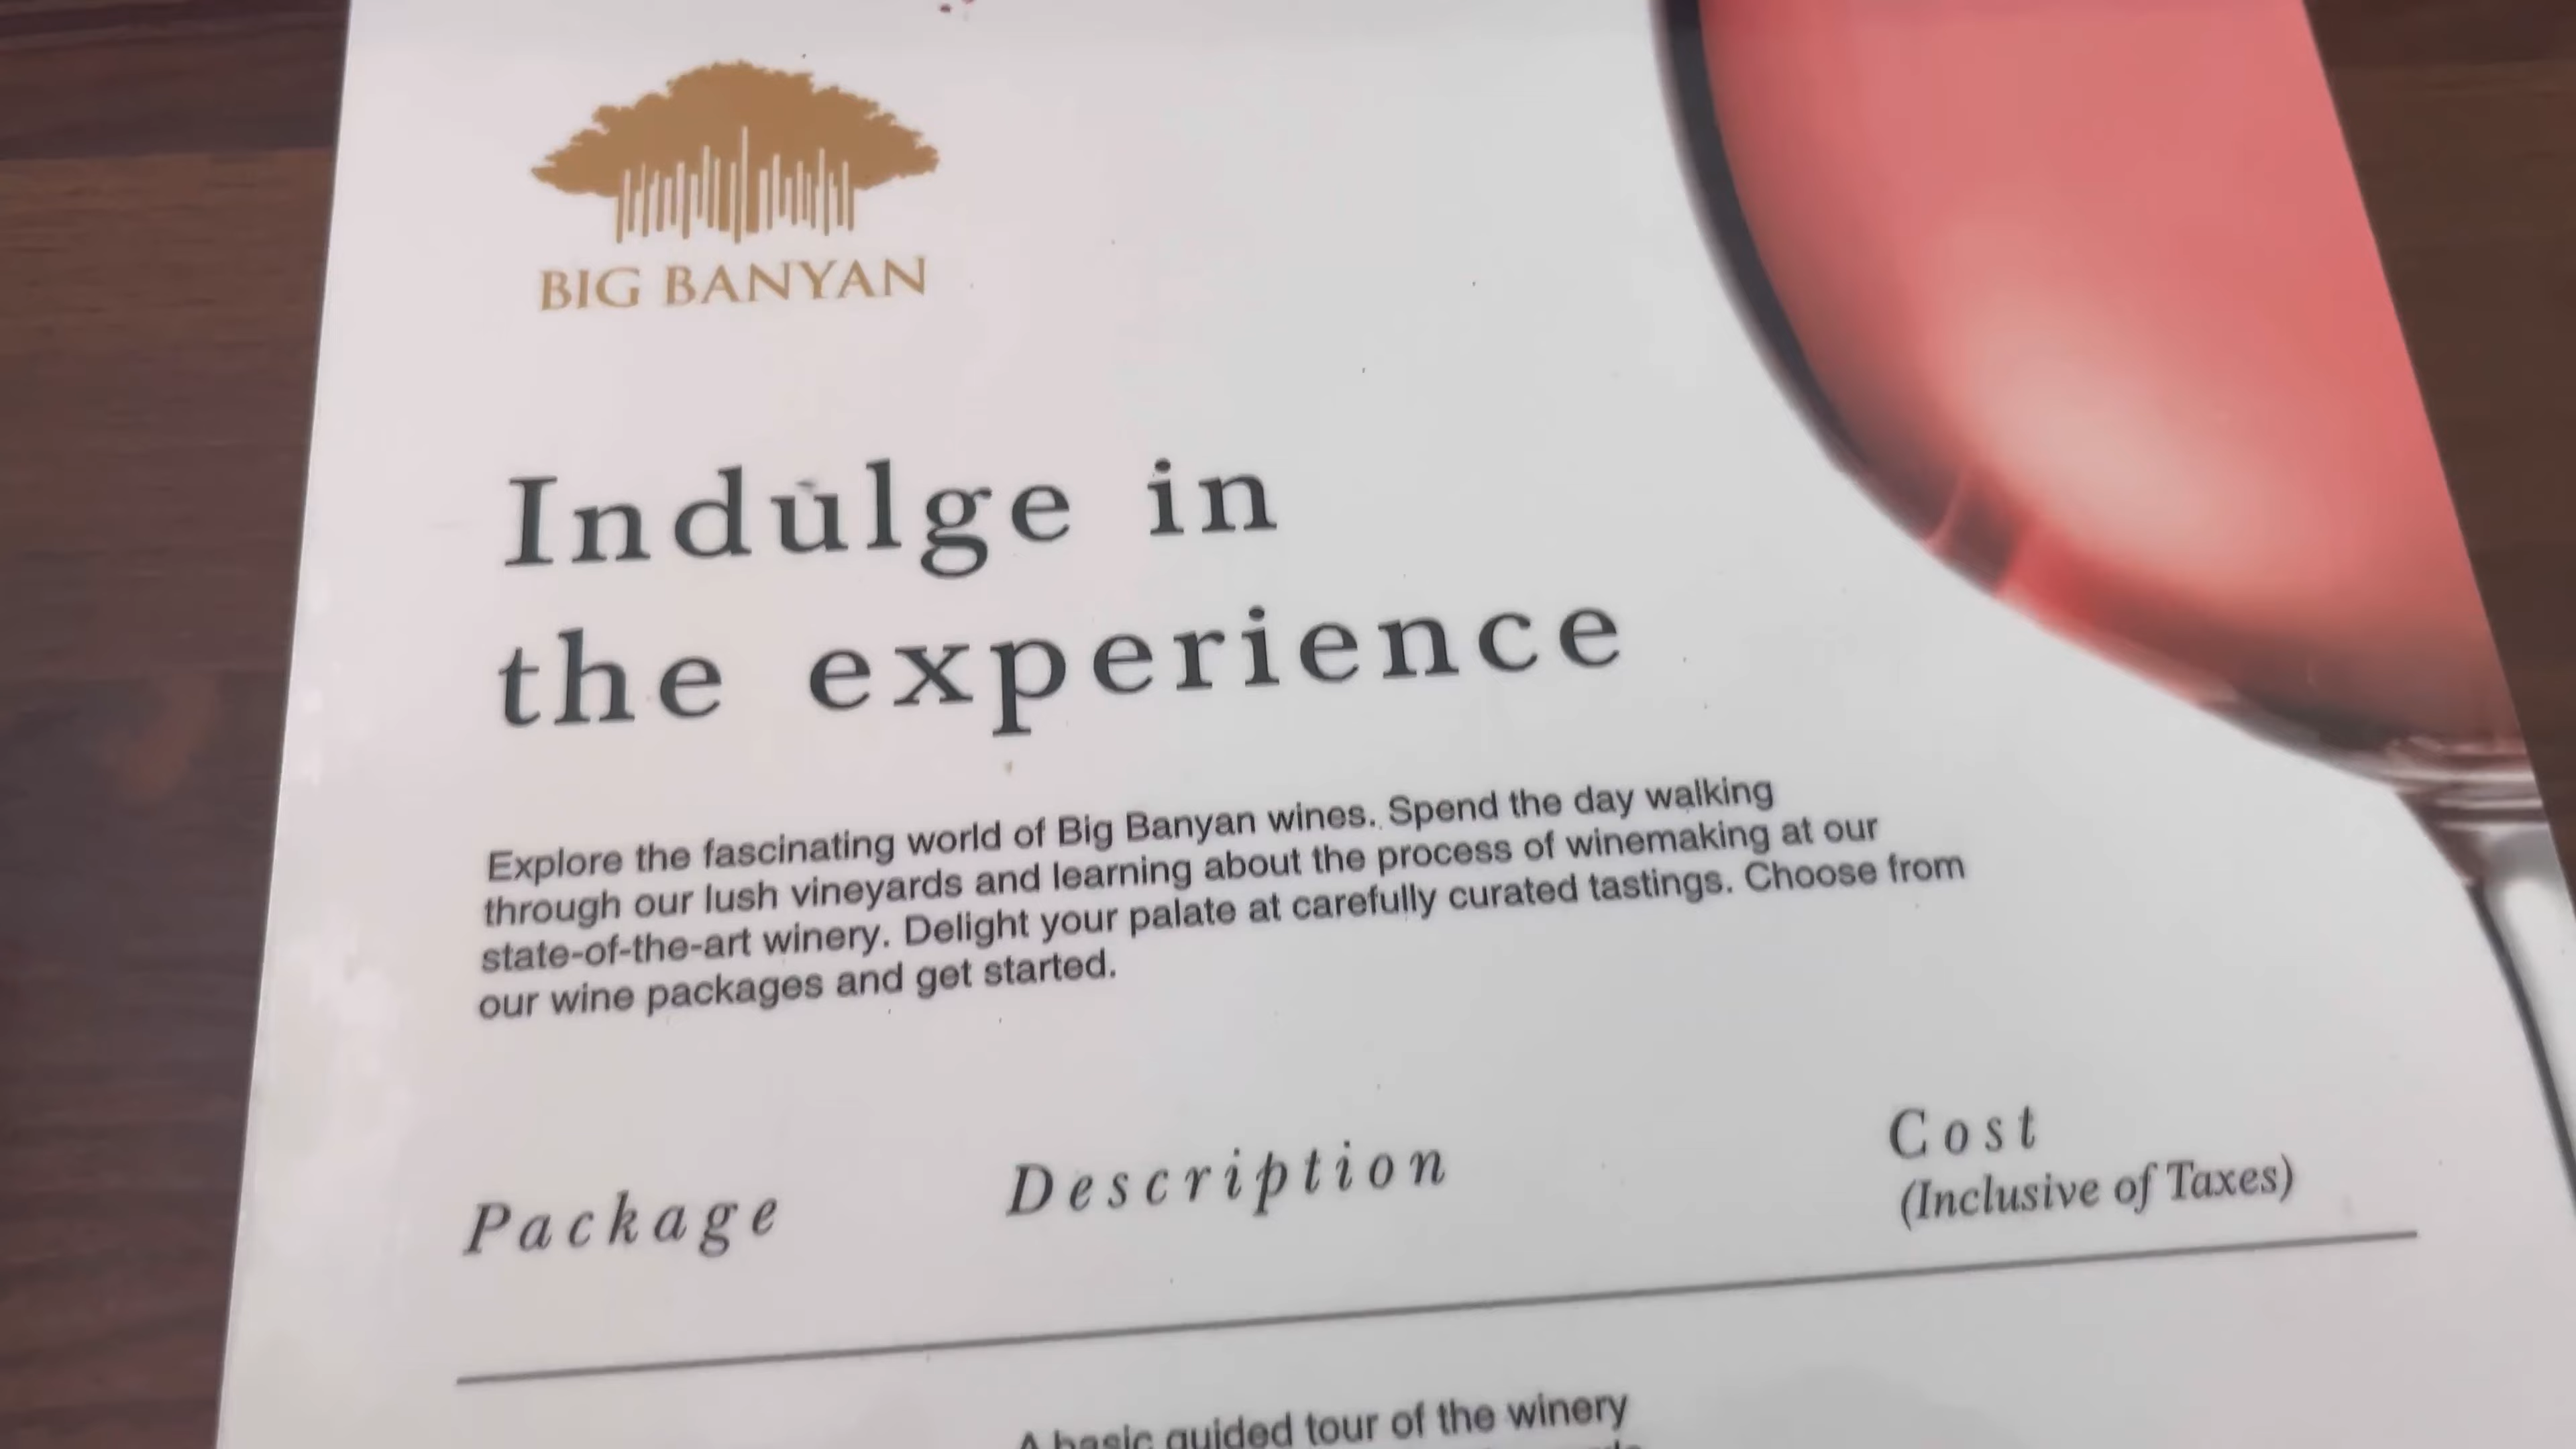 BIG BANYAN
Indulge in
the experience
Explore the fascinating world of Big Banyan wines. Spend the day walking
through our lush vineyards and learning about the process of winemaking at our
state-of-the-art winery. Delight your palate at carefully curated tastings. Choose from
our wine packages and get started.
Package Description Cost
(Inclusive of Taxes)
A basic guided tour of the winery